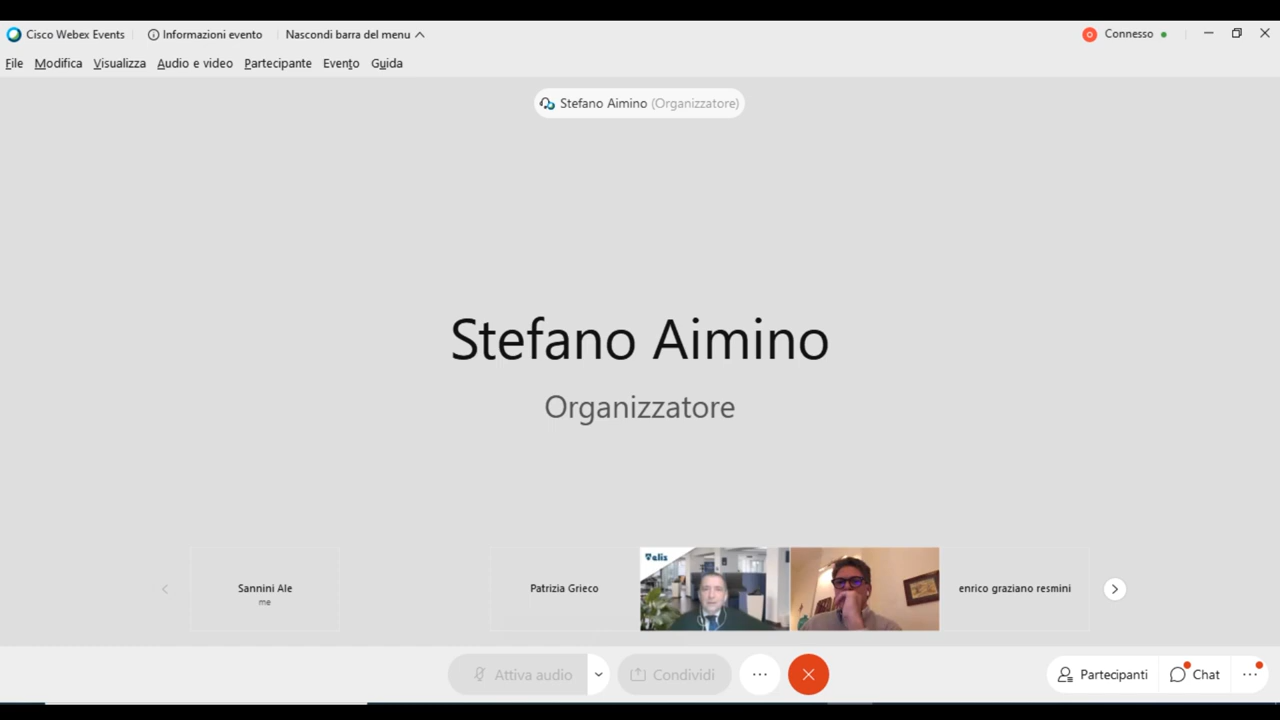 Cisco Webex Events
Informazioni evento
Nascondi barra del menu
Connesso
File Modifica Visualizza Audio e video Partecipante Evento Guida
Stefano Aimino (Organizzatore)
Stefano Aimino
Organizzatore
Sannini Ale
me
Patrizia Grieco
elis
enrico graziano resmini
Attiva audio
Condividi
Partecipanti
Chat